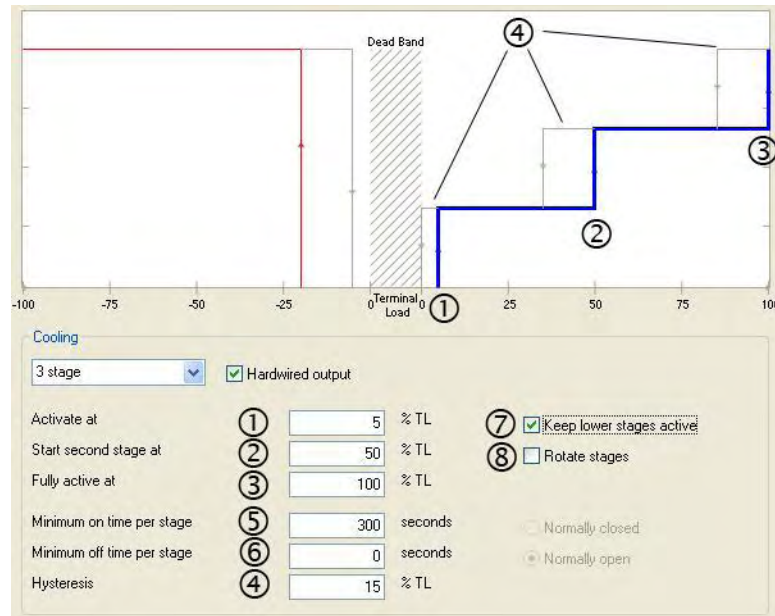 Dead Band
④
③
②
-100 -75 -50 -25 -0 Terminal Load 0 25 50 75 100
①
Cooling
3 stage Hardwired output
Activate at ① 5 % TL ⑦ Keep lower stages active
Start second stage at ② 50 % TL ⑧ Rotate stages
Fully active at ③ 100 % TL
Minimum on time per stage ⑤ 300 seconds Normally closed
Minimum off time per stage ⑥ 0 seconds Normally open
Hysteresis ④ 15 % TL